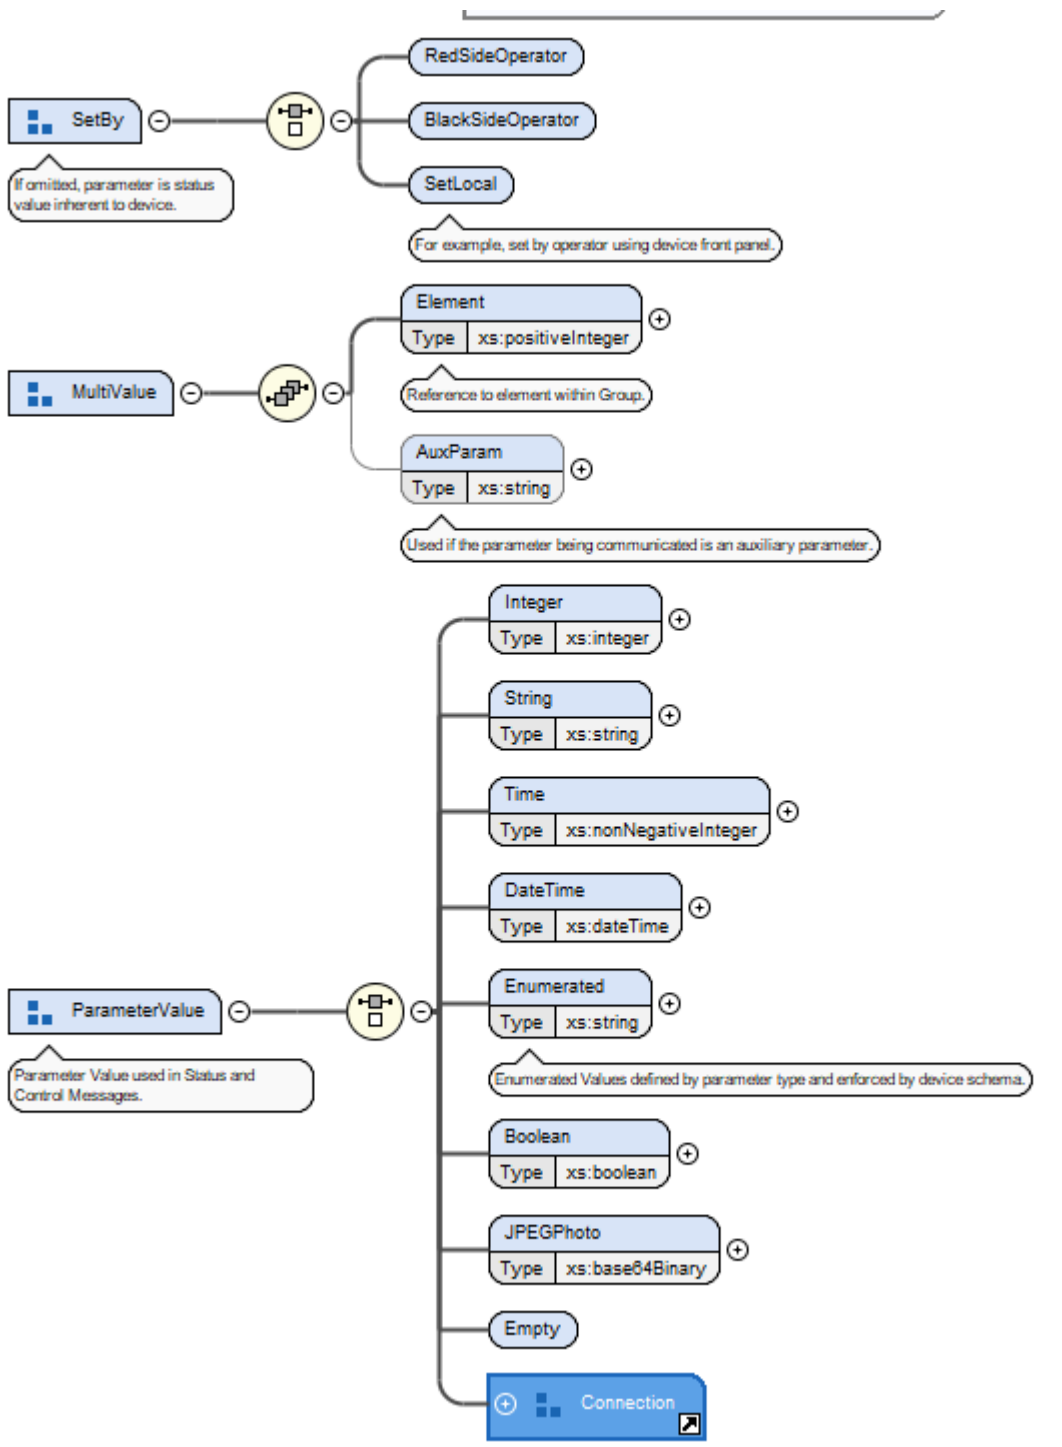 RedSideOperator
SetBy
BlackSideOperator
SetLocal
If omitted, parameter is status
value inherent to device.
For example, set by operator using device front panel.
Element
Type xs:positiveInteger
MultiValue
Reference to element within Group.
AuxParam
Type xs:string
Used if the parameter being communicated is an auxiliary parameter.
Integer
Type xs:integer
String
Type xs:string
Time
Type xs:nonNegativeInteger
DateTime
Type xs:dateTime
Enumerated
Type xs:string
ParameterValue
Parameter Value used in Status and
Control Messages.
Enumerated Values defined by parameter type and enforced by device schema.
Boolean
Type xs:boolean
JPEGPhoto
Type xs:base64Binary
Empty
Connection